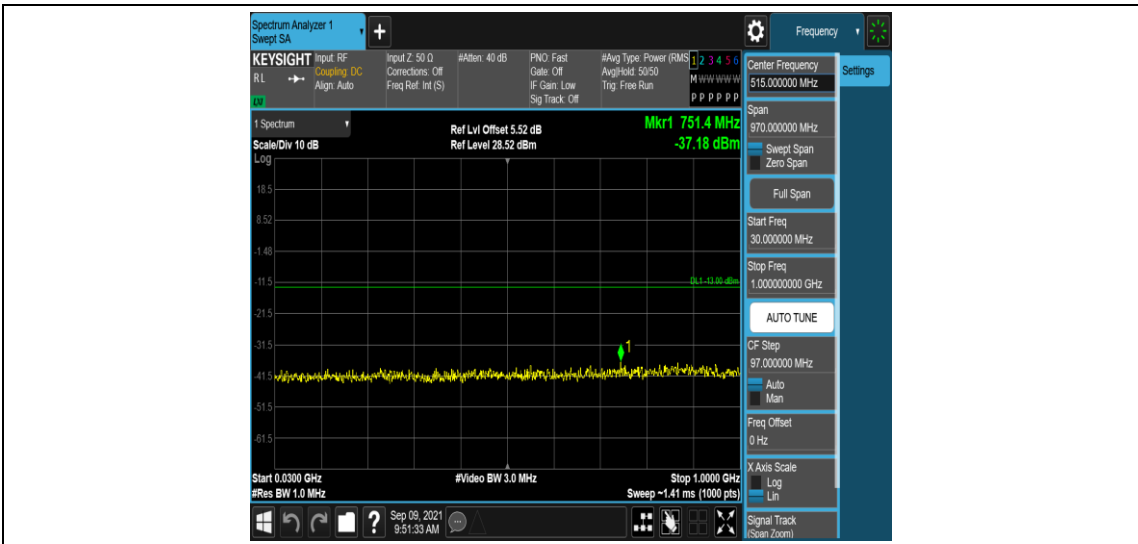 Spectrum Analyzer 1
Swept SA
Frequency
KEYSIGHT
RL
LXI
Input: RF
Coupling: DC
Align: Auto
Input Z: 50 Ω
Corrections: Off
Freq Ref: Int (S)
#Atten: 40 dB
PNO: Fast
Gate: Off
IF Gain: Low
Sig Track: Off
#Avg Type: Power (RMS
Avg|Hold: 50/50
Trig: Free Run
1 2 3 4 5 6
M W W W W W
P P P P P P
1 Spectrum
Scale/Div 10 dB
Ref Lvl Offset 5.52 dB
Ref Level 28.52 dBm
Mkr1 751.4 MHz
-37.18 dBm
Log
18.5
8.52
-1.48
-11.5
DL1 -13.00 dBm
-21.5
-31.5
1
-41.5
-51.5
-61.5
Start 0.0300 GHz
#Video BW 3.0 MHz
Stop 1.0000 GHz
#Res BW 1.0 MHz
Sweep ~1.41 ms (1000 pts)
Sep 09, 2021
9:51:33 AM
Center Frequency
515.000000 MHz
Settings
Span
970.000000 MHz
Swept Span
Zero Span
Full Span
Start Freq
30.000000 MHz
Stop Freq
1.000000000 GHz
AUTO TUNE
CF Step
97.000000 MHz
Auto
Man
Freq Offset
0 Hz
X Axis Scale
Log
Lin
Signal Track
(Span Zoom)